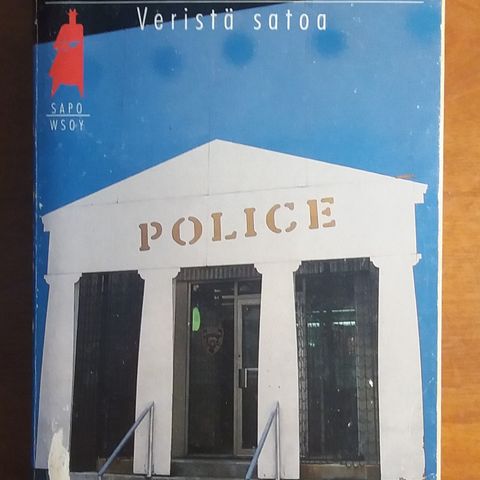 Veristä satoa
SAPO
WSOY
POLICE